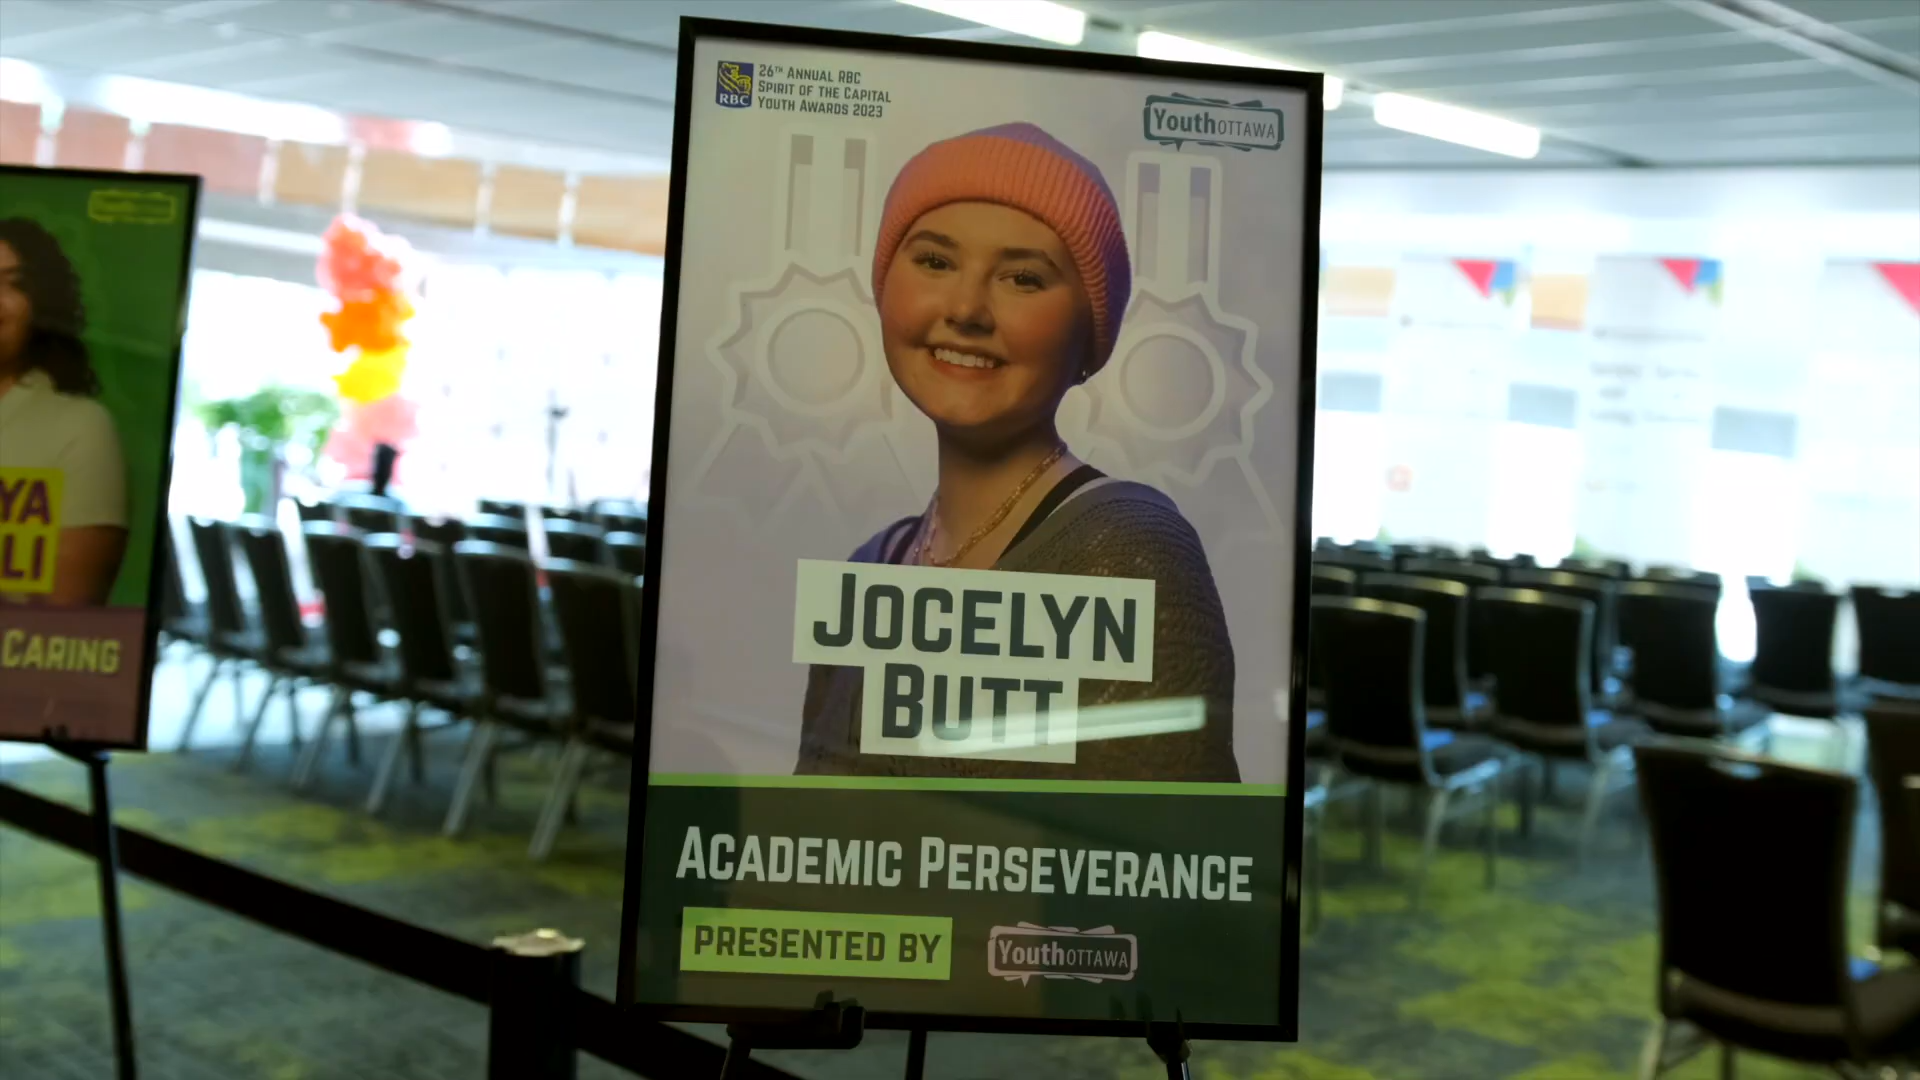 RBC
26TH ANNUAL RBC
SPIRIT OF THE CAPITAL
YOUTH AWARDS 2023
YouthOTTAWA
JOCELYN
BUTT
ACADEMIC PERSEVERANCE
PRESENTED BY
YouthOTTAWA
YA
LI
CARING